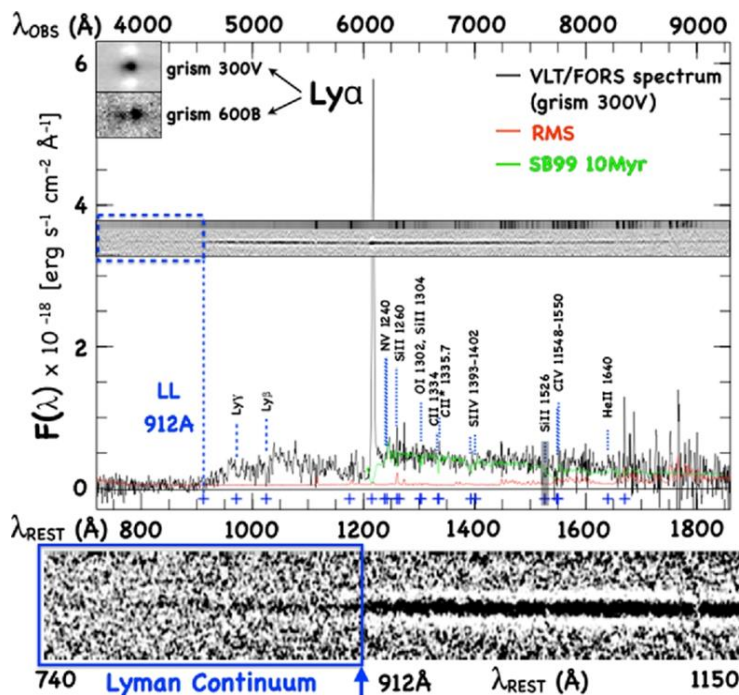 λOBS (Å) 4000 5000 6000 7000 8000 9000
grism 300V
Lyα
grism 600B
VLT/FORS spectrum
(grism 300V)
RMS
SB99 10Myr
6
4
2
0
F(λ) x 10⁻¹⁸ [erg s⁻¹ cm⁻² Å⁻¹]
LL
912Å
Lyγ
Lyβ
NV 1240
SiII 1260
OI 1302, SiII 1304
CII 1334
CII* 1335.7
SiIV 1393-1402
SiII 1526
CIV 11548-1550
HeII 1640
λREST (Å) 800 1000 1200 1400 1600 1800
740 Lyman Continuum 912Å λREST (Å) 1150